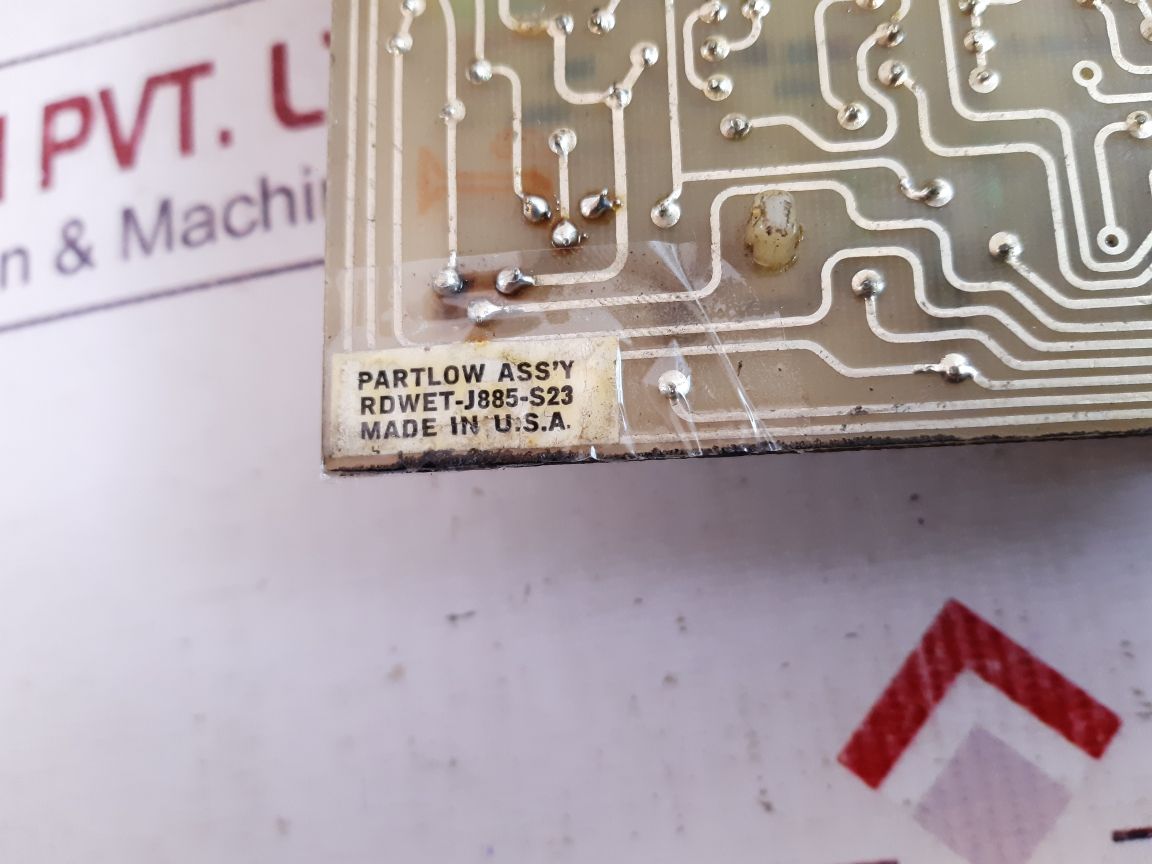 PVT.
n & Machi
PARTLOW ASS'Y
RDWET-J885-S23
MADE IN U.S.A.